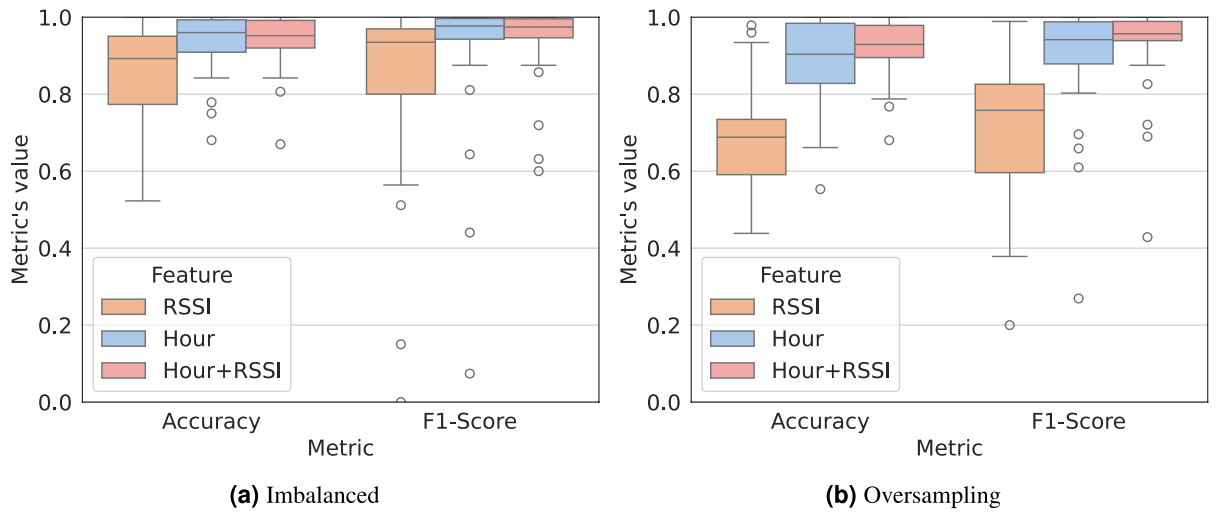 1.0
0.8
0.6
0.4
0.2
0.0
Metric's value
Feature
RSSI
Hour
Hour+RSSI
Accuracy
F1-Score
Metric
(a) Imbalanced
1.0
0.8
0.6
0.4
0.2
0.0
Metric's value
Feature
RSSI
Hour
Hour+RSSI
Accuracy
F1-Score
Metric
(b) Oversampling